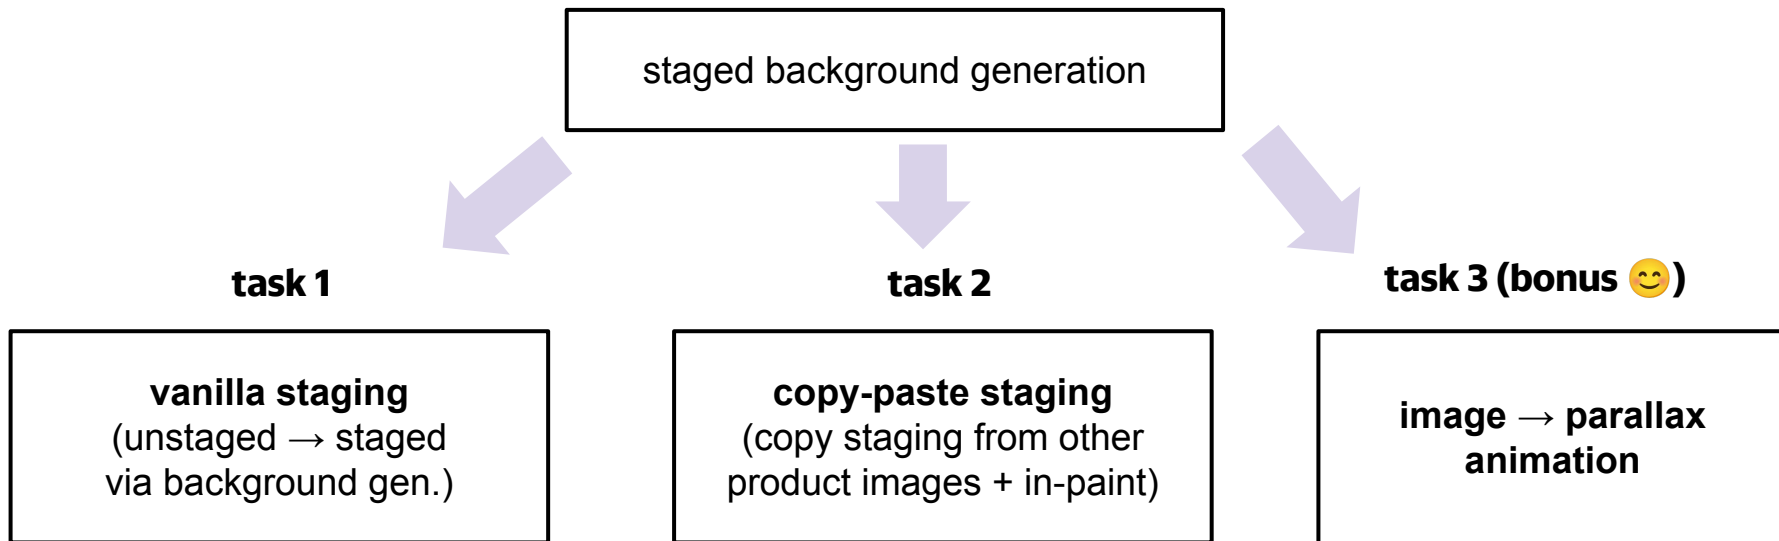 staged background generation
task 1
vanilla staging
(unstaged → staged
via background gen.)
task 2
copy-paste staging
(copy staging from other
product images + in-paint)
task 3 (bonus 😊)
image → parallax
animation